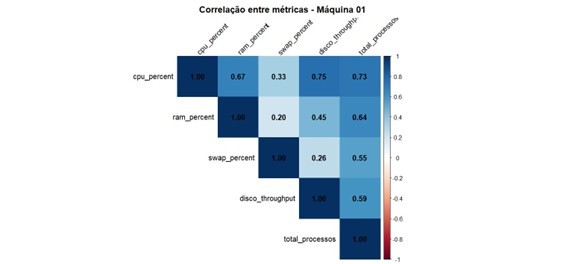 Correlação entre métricas - Máquina 01
cpu_percent ram_percent swap_percent disco_throughput total_processos
cpu_percent 1.00 0.67 0.33 0.75 0.73
ram_percent 1.00 0.20 0.45 0.64
swap_percent 1.00 0.26 0.55
disco_throughput 1.00 0.59
total_processos 1.00
1
0.8
0.6
0.4
0.2
0
-0.2
-0.4
-0.6
-0.8
-1